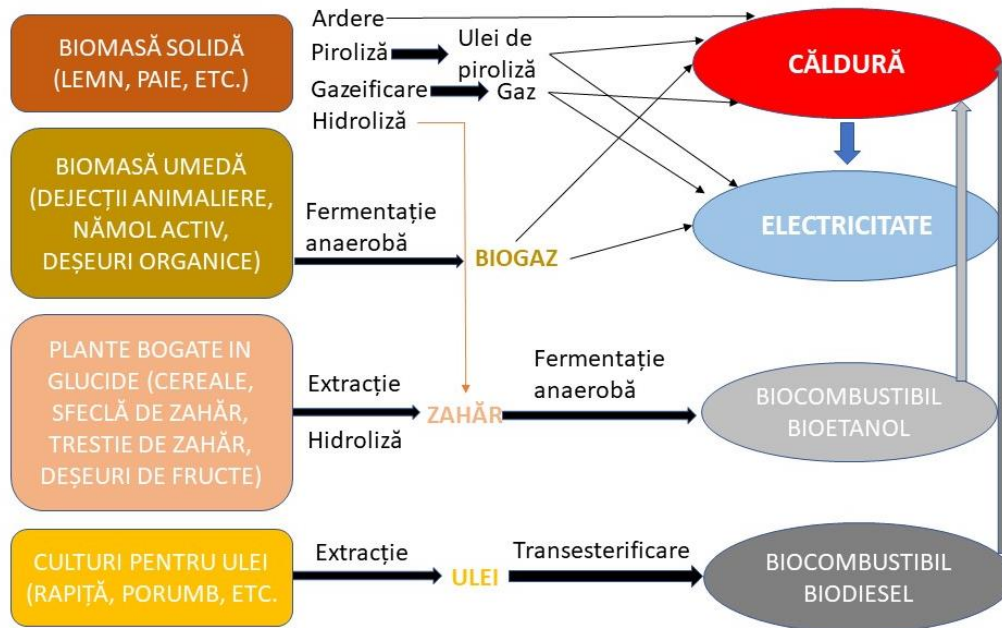 BIOMASĂ SOLIDĂ
(LEMN, PAIE, ETC.)
Ardere
Piroliză
Ulei de
piroliză
Gazeificare
Gaz
Hidroliză
CĂLDURĂ
BIOMASĂ UMEDĂ
(DEJECȚII ANIMALIERE,
NĂMOL ACTIV,
DEȘEURI ORGANICE)
Fermentație
anaerobă
BIOGAZ
ELECTRICITATE
PLANTE BOGATE IN
GLUCIDE (CEREALE,
SFECLĂ DE ZAHĂR,
TRESTIE DE ZAHĂR,
DEȘEURI DE FRUCTE)
Extracție
Hidroliză
ZAHĂR
Fermentație
anaerobă
BIOCOMBUSTIBIL
BIOETANOL
CULTURI PENTRU ULEI
(RAPIȚĂ, PORUMB, ETC.
Extracție
ULEI
Transesterificare
BIOCOMBUSTIBIL
BIODIESEL